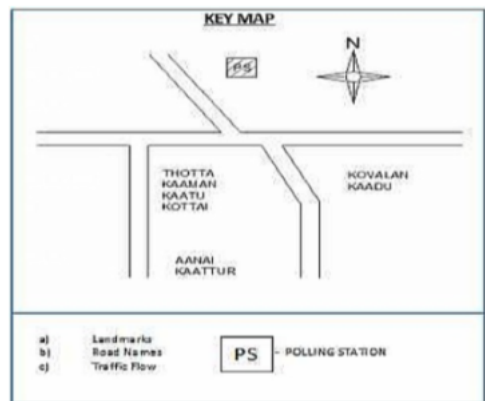 KEY MAP
PS
N
THOTTA
KAAMAN
KAATU
KOTTAI
KOVALAN
KAADU
AANAI
KAATTUR
a) Landmarks
b) Road Names
c) Traffic Flow
PS - POLLING STATION